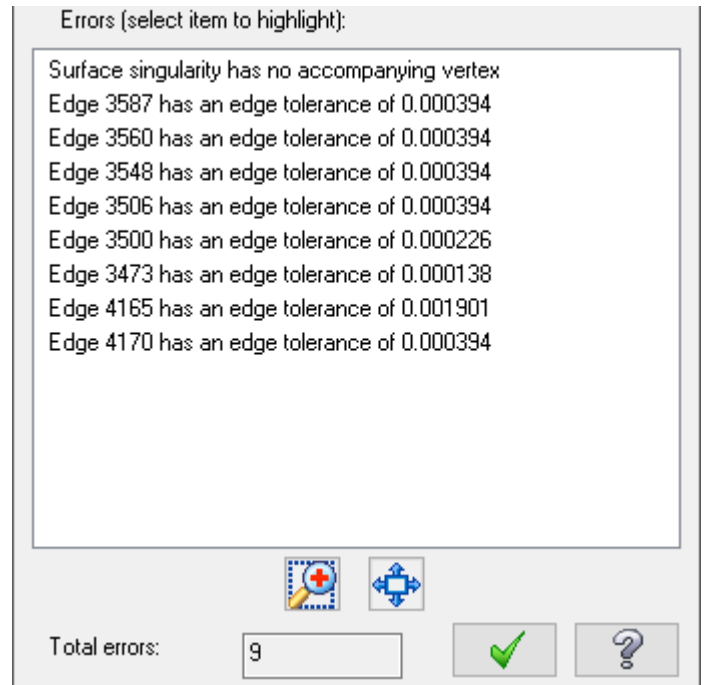 Errors (select item to highlight):
Surface singularity has no accompanying vertex
Edge 3587 has an edge tolerance of 0.000394
Edge 3560 has an edge tolerance of 0.000394
Edge 3548 has an edge tolerance of 0.000394
Edge 3506 has an edge tolerance of 0.000394
Edge 3500 has an edge tolerance of 0.000226
Edge 3473 has an edge tolerance of 0.000138
Edge 4165 has an edge tolerance of 0.001901
Edge 4170 has an edge tolerance of 0.000394
Total errors: 9
?